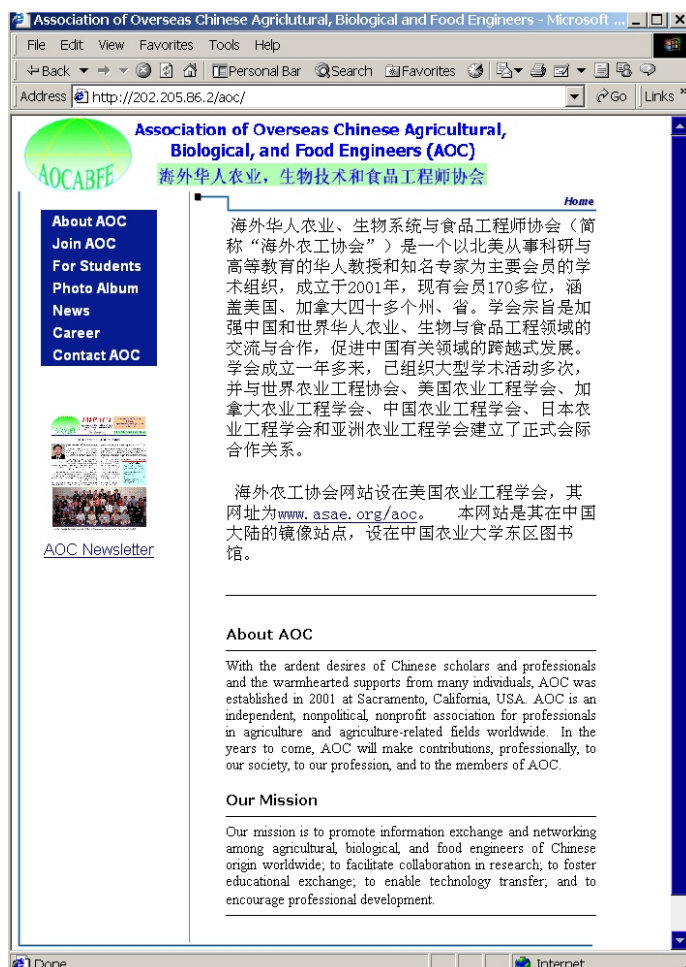 Association of Overseas Chinese Agriclutural, Biological and Food Engineers - Microsoft ...
File Edit View Favorites Tools Help
Back Personal Bar Search Favorites
Address http://202.205.86.2/aoc/ Go Links »
AOCABFE
Association of Overseas Chinese Agricultural,
Biological, and Food Engineers (AOC)
海外华人农业，生物技术和食品工程师协会
Home
About AOC
Join AOC
For Students
Photo Album
News
Career
Contact AOC
AOC Newsletter
海外华人农业、生物系统与食品工程师协会（简
称“海外农工协会”）是一个以北美从事科研与
高等教育的华人教授和知名专家为主要会员的学
术组织，成立于2001年，现有会员170多位，涵
盖美国、加拿大四十多个州、省。学会宗旨是加
强中国和世界华人农业、生物与食品工程领域的
交流与合作，促进中国有关领域的跨越式发展。
学会成立一年多来，已组织大型学术活动多次，
并与世界农业工程协会、美国农业工程学会、加
拿大农业工程学会、中国农业工程学会、日本农
业工程学会和亚洲农业工程学会建立了正式会际
合作关系。
海外农工协会网站设在美国农业工程学会，其
网址为www.asae.org/aoc。 本网站是其在中国
大陆的镜像站点，设在中国农业大学东区图书
馆。
About AOC
With the ardent desires of Chinese scholars and professionals
and the warmhearted supports from many individuals, AOC was
established in 2001 at Sacramento, California, USA. AOC is an
independent, nonpolitical, nonprofit association for professionals
in agriculture and agriculture-related fields worldwide. In the
years to come, AOC will make contributions, professionally, to
our society, to our profession, and to the members of AOC.
Our Mission
Our mission is to promote information exchange and networking
among agricultural, biological, and food engineers of Chinese
origin worldwide; to facilitate collaboration in research; to foster
educational exchange; to enable technology transfer; and to
encourage professional development.
Done Internet